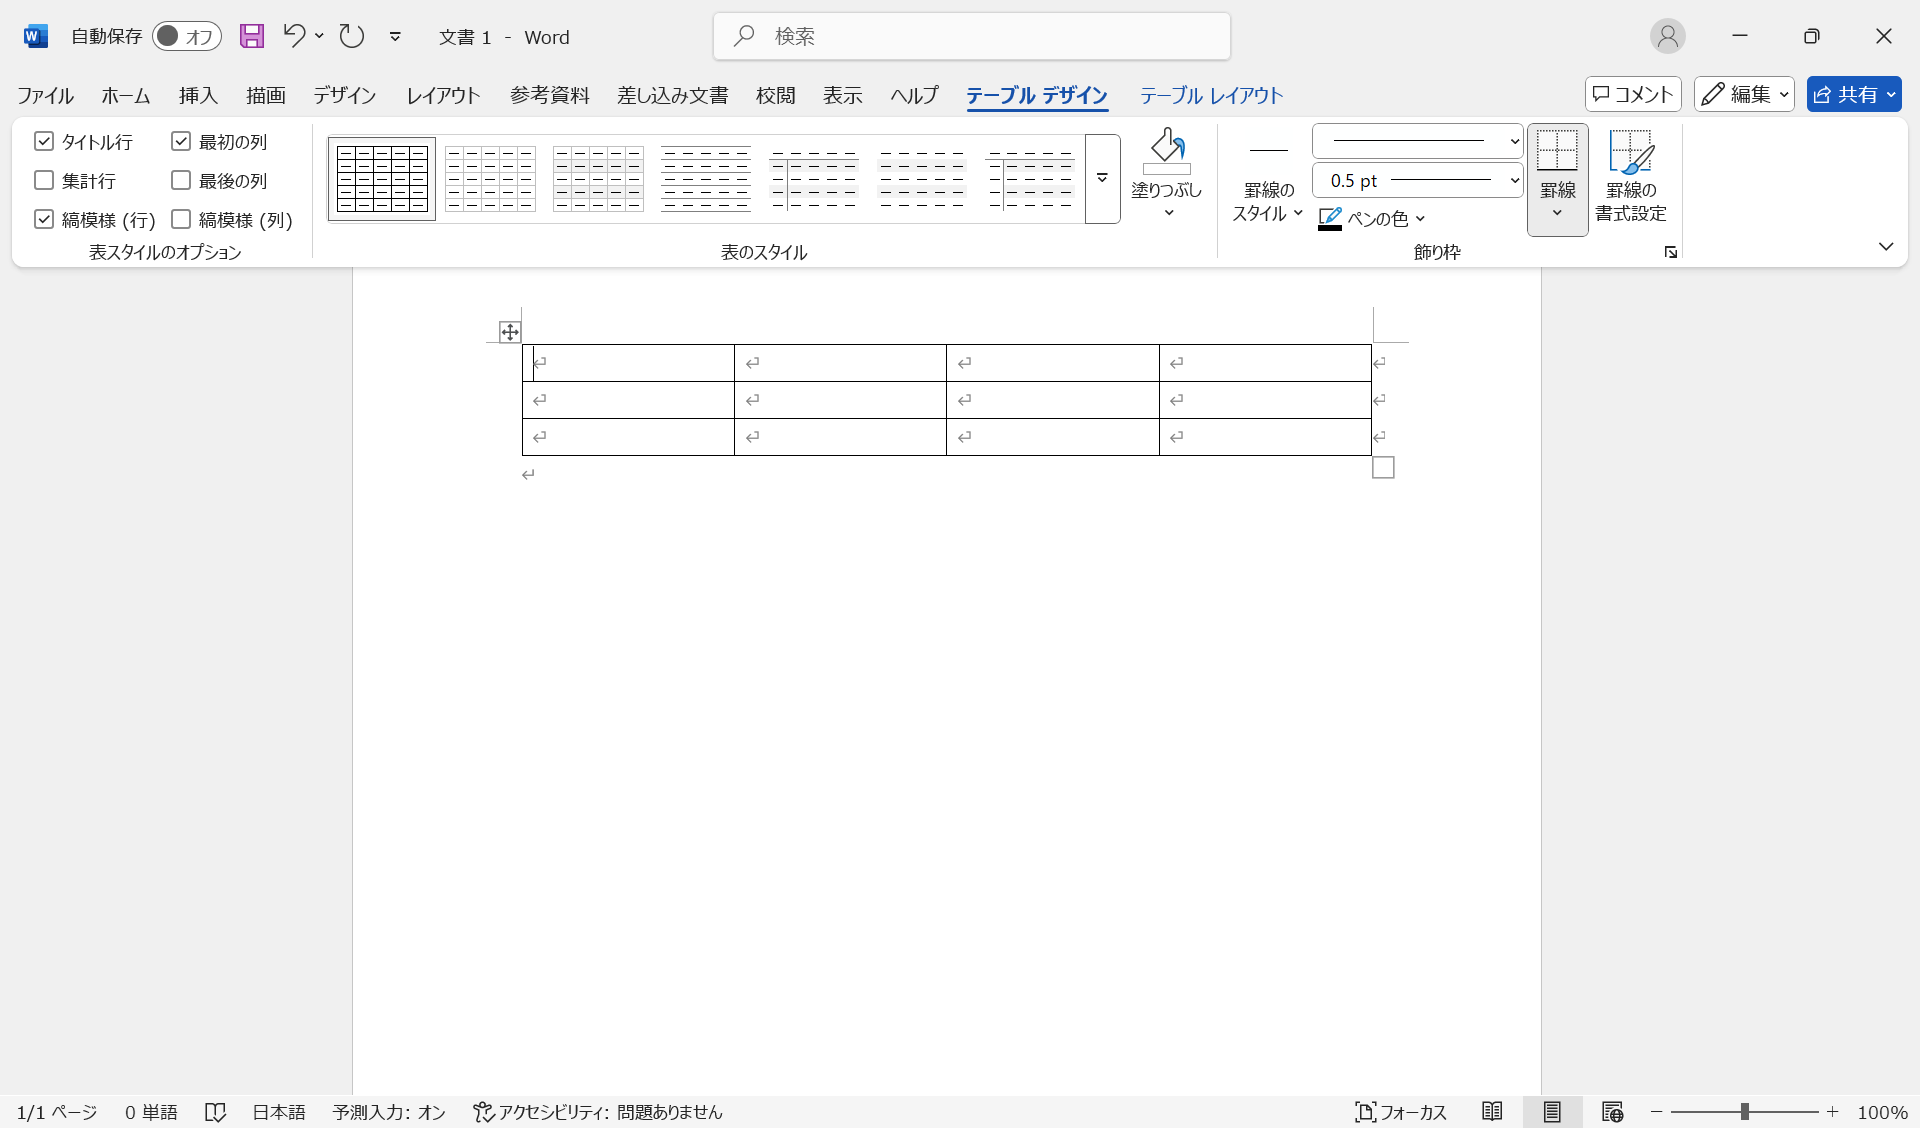 自動保存 オフ 文書 1 - Word 検索
ファイル ホーム 挿入 描画 デザイン レイアウト 参考資料 差し込み文書 校閲 表示 ヘルプ テーブル デザイン テーブル レイアウト コメント 編集 共有
タイトル行 最初の列
集計行 最後の列
縞模様 (行) 縞模様 (列)
表スタイルのオプション
表のスタイル
塗りつぶし
罫線の
スタイル
0.5 pt
ペンの色
罫線
罫線の
書式設定
飾り枠
1/1 ページ 0 単語 日本語 予測入力: オン アクセシビリティ: 問題ありません フォーカス 100%